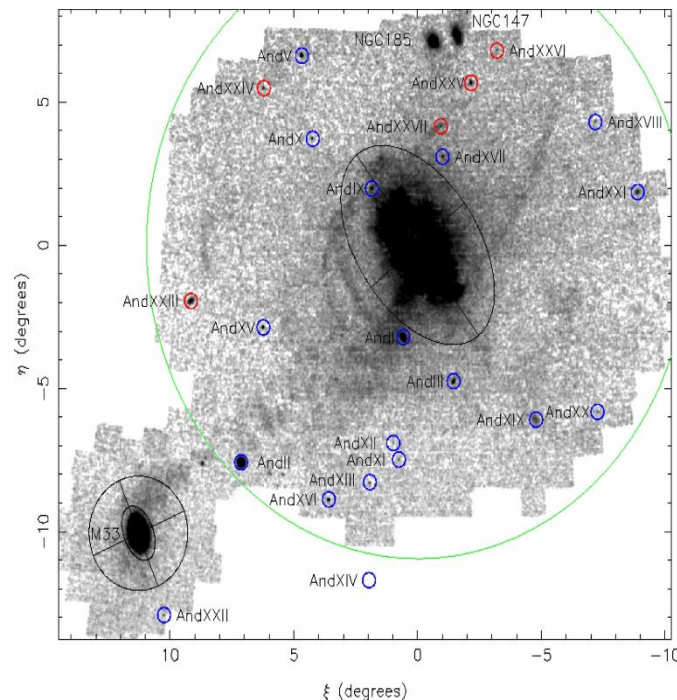 NGC147
NGC185
AndXXVI
AndV
AndXXIV
AndXXV
AndXXVII
AndXVIII
AndX
AndXVII
AndIX
AndXXI
AndXXIII
AndXV
AndI
AndIII
AndXIX
AndXX
AndXII
AndXI
AndII
AndXIII
AndXVI
M33
AndXIV
AndXXII
5
0
-5
-10
η (degrees)
10
5
0
-5
-10
ξ (degrees)